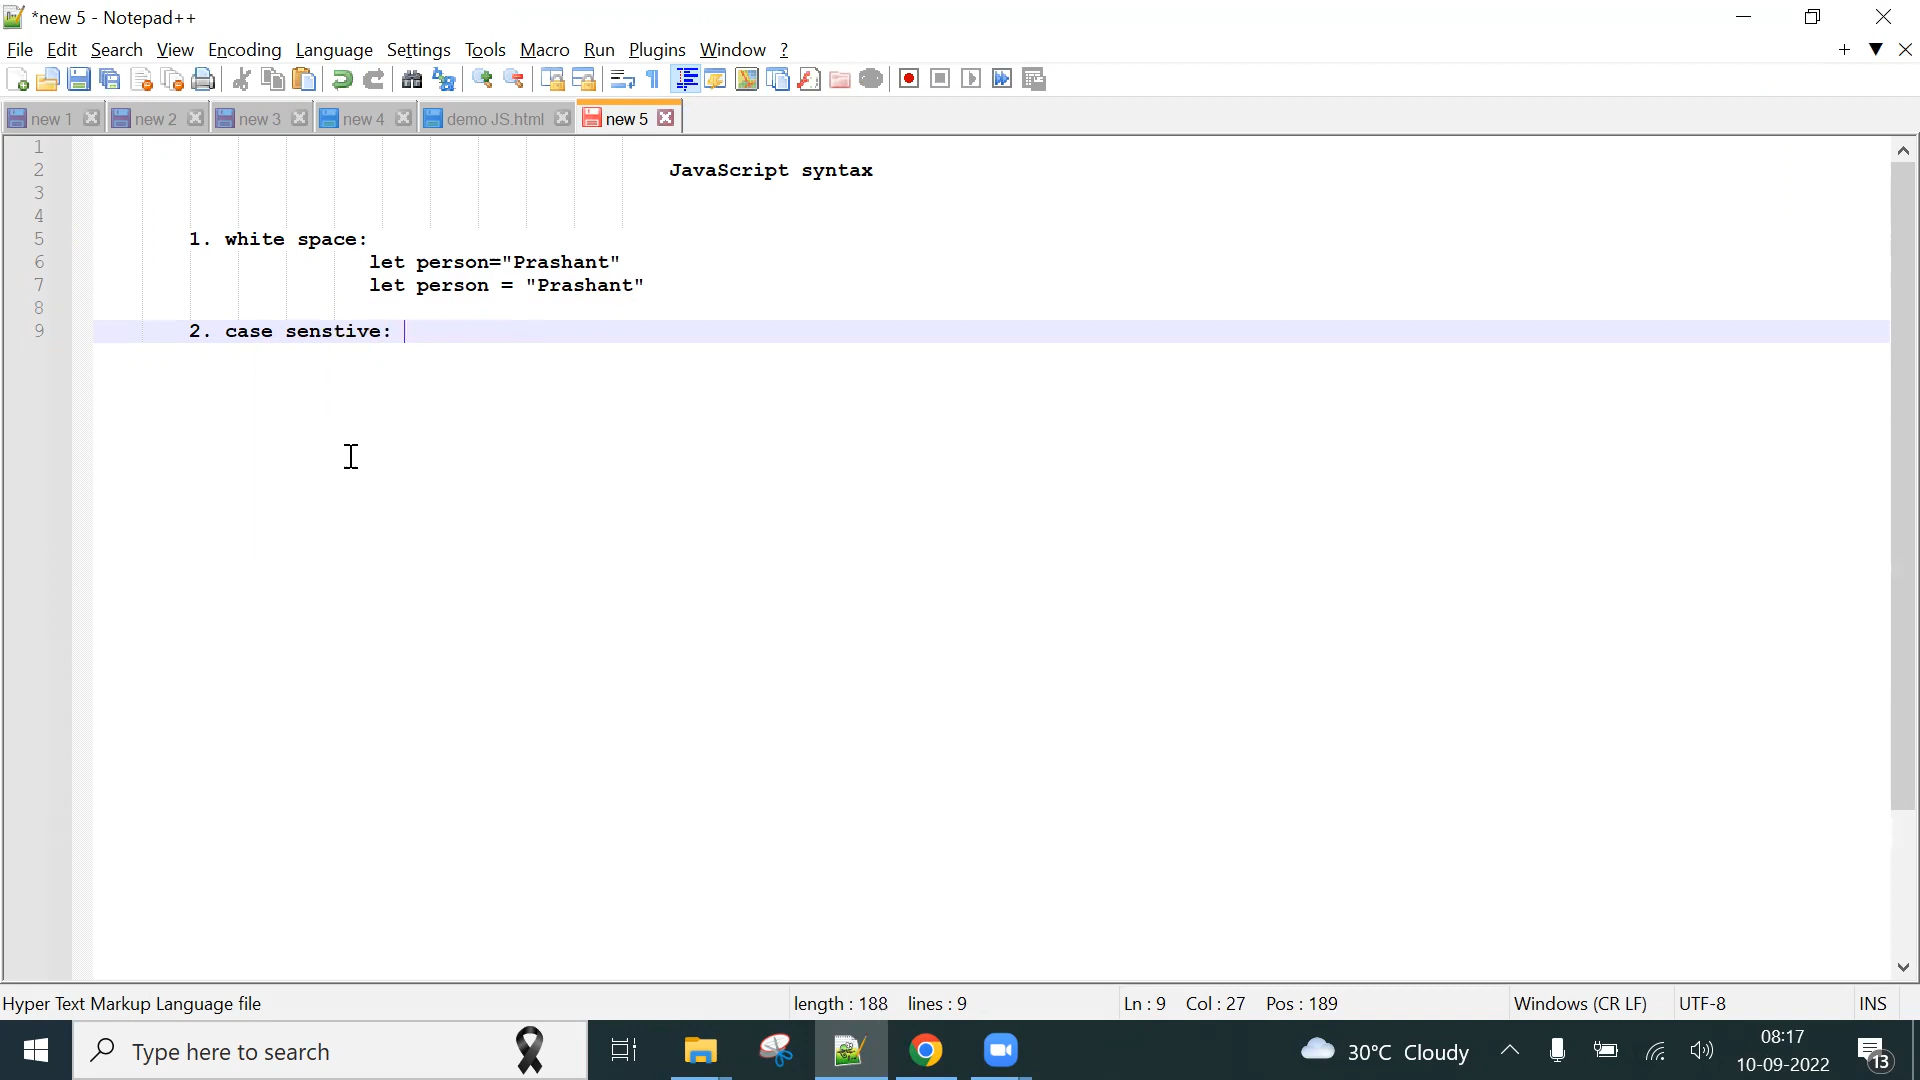 *new 5 - Notepad++
File Edit Search View Encoding Language Settings Tools Macro Run Plugins Window ?
new 1 new 2 new 3 new 4 demo JS.html new 5
1
2 JavaScript syntax
3
4
5 1. white space:
6 let person="Prashant"
7 let person = "Prashant"
8
9 2. case senstive:
Hyper Text Markup Language file length : 188 lines : 9 Ln : 9 Col : 27 Pos : 189 Windows (CR LF) UTF-8 INS
Type here to search 30°C Cloudy 08:17
10-09-2022 13